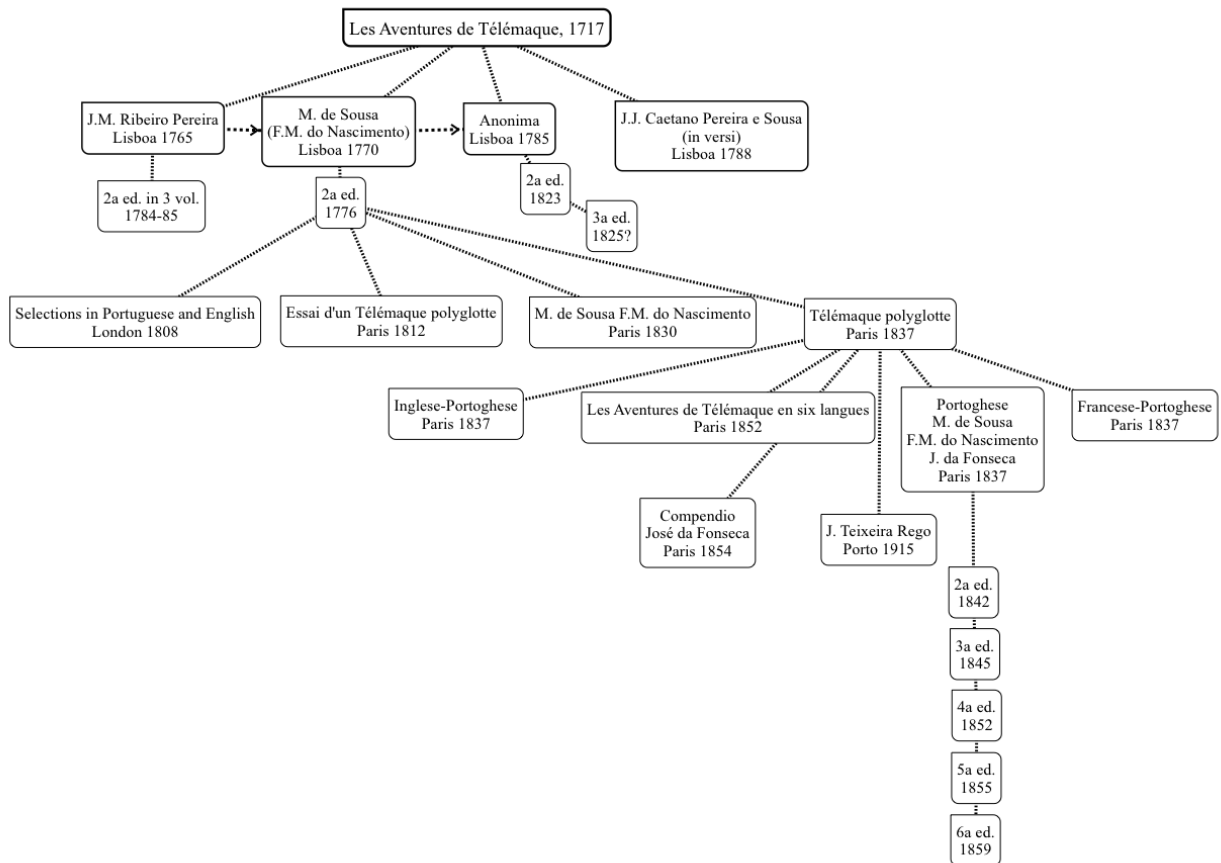 Les Aventures de Télémaque, 1717
J.M. Ribeiro Pereira
Lisboa 1765
M. de Sousa
(F.M. do Nascimento)
Lisboa 1770
Anonima
Lisboa 1785
J.J. Caetano Pereira e Sousa
(in versi)
Lisboa 1788
2a ed. in 3 vol.
1784-85
2a ed.
1776
2a ed.
1823
3a ed.
1825?
Selections in Portuguese and English
London 1808
Essai d'un Télémaque polyglotte
Paris 1812
M. de Sousa F.M. do Nascimento
Paris 1830
Télémaque polyglotte
Paris 1837
Inglese-Portoghese
Paris 1837
Les Aventures de Télémaque en six langues
Paris 1852
Portoghese
M. de Sousa
F.M. do Nascimento
J. da Fonseca
Paris 1837
Francese-Portoghese
Paris 1837
Compendio
José da Fonseca
Paris 1854
J. Teixeira Rego
Porto 1915
2a ed.
1842
3a ed.
1845
4a ed.
1852
5a ed.
1855
6a ed.
1859